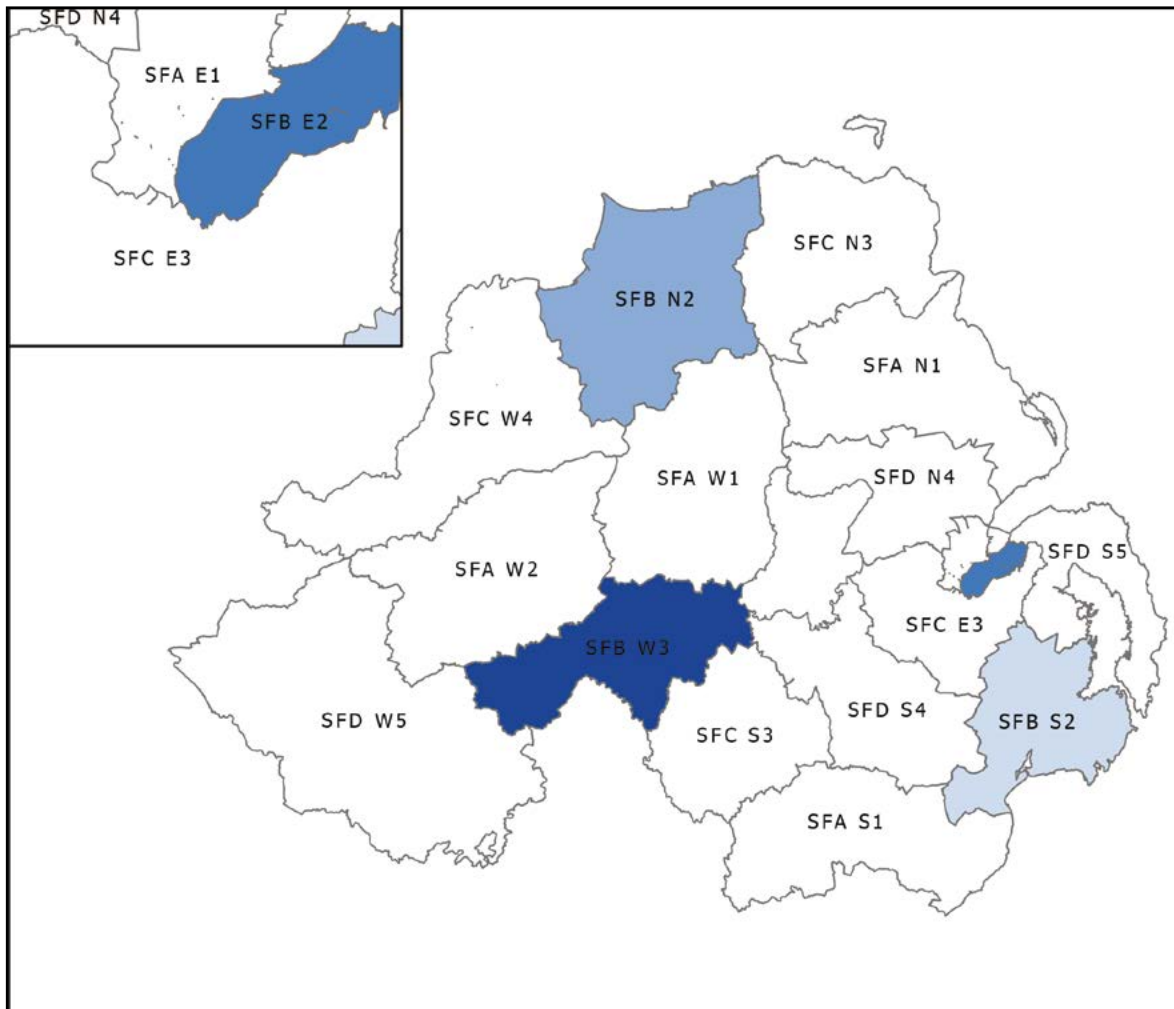 SFD N4
SFA E1
SFB E2
SFC E3
SFC N3
SFB N2
SFA N1
SFC W4
SFA W1
SFD N4
SFD S5
SFA W2
SFC E3
SFB W3
SFD W5
SFC S3
SFD S4
SFB S2
SFA S1